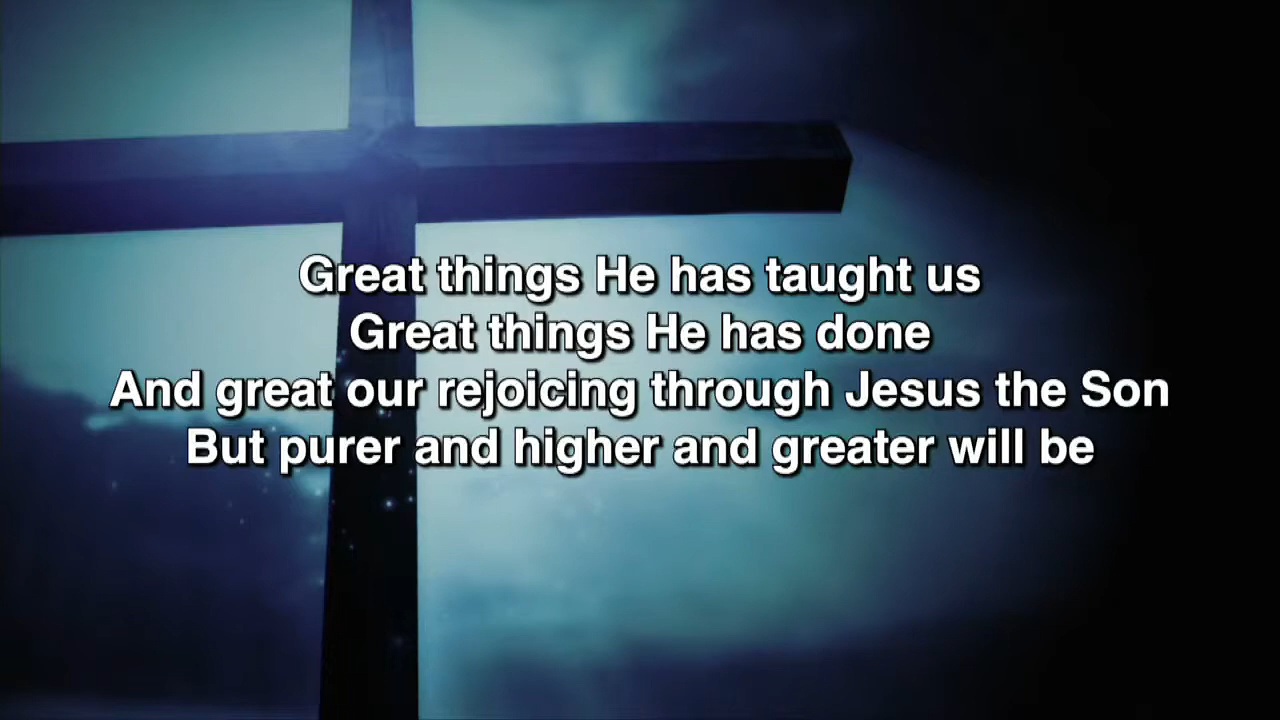 Great things He has taught us
Great things He has done
And great our rejoicing through Jesus the Son
But purer and higher and greater will be